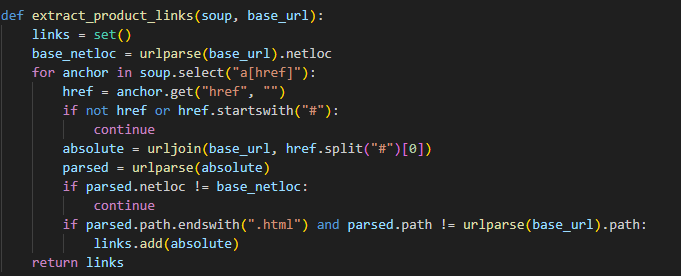 def extract_product_links(soup, base_url):
    links = set()
    base_netloc = urlparse(base_url).netloc
    for anchor in soup.select("a[href]"):
        href = anchor.get("href", "")
        if not href or href.startswith("#"):
            continue
        absolute = urljoin(base_url, href.split("#")[0])
        parsed = urlparse(absolute)
        if parsed.netloc != base_netloc:
            continue
        if parsed.path.endswith(".html") and parsed.path != urlparse(base_url).path:
            links.add(absolute)
    return links